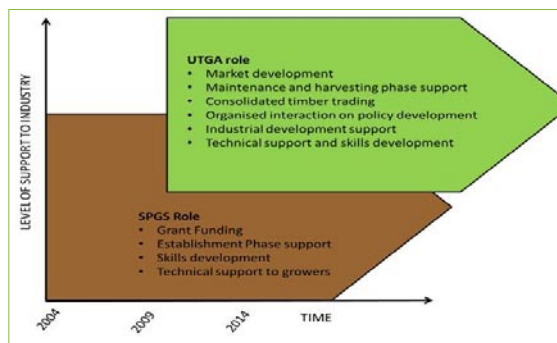 UTGA role
• Market development
• Maintenance and harvesting phase support
• Consolidated timber trading
• Organised interaction on policy development
• Industrial development support
• Technical support and skills development
LEVEL OF SUPPORT TO INDUSTRY
SPGS Role
• Grant Funding
• Establishment Phase support
• Skills development
• Technical support to growers
2004
2009
2014
TIME